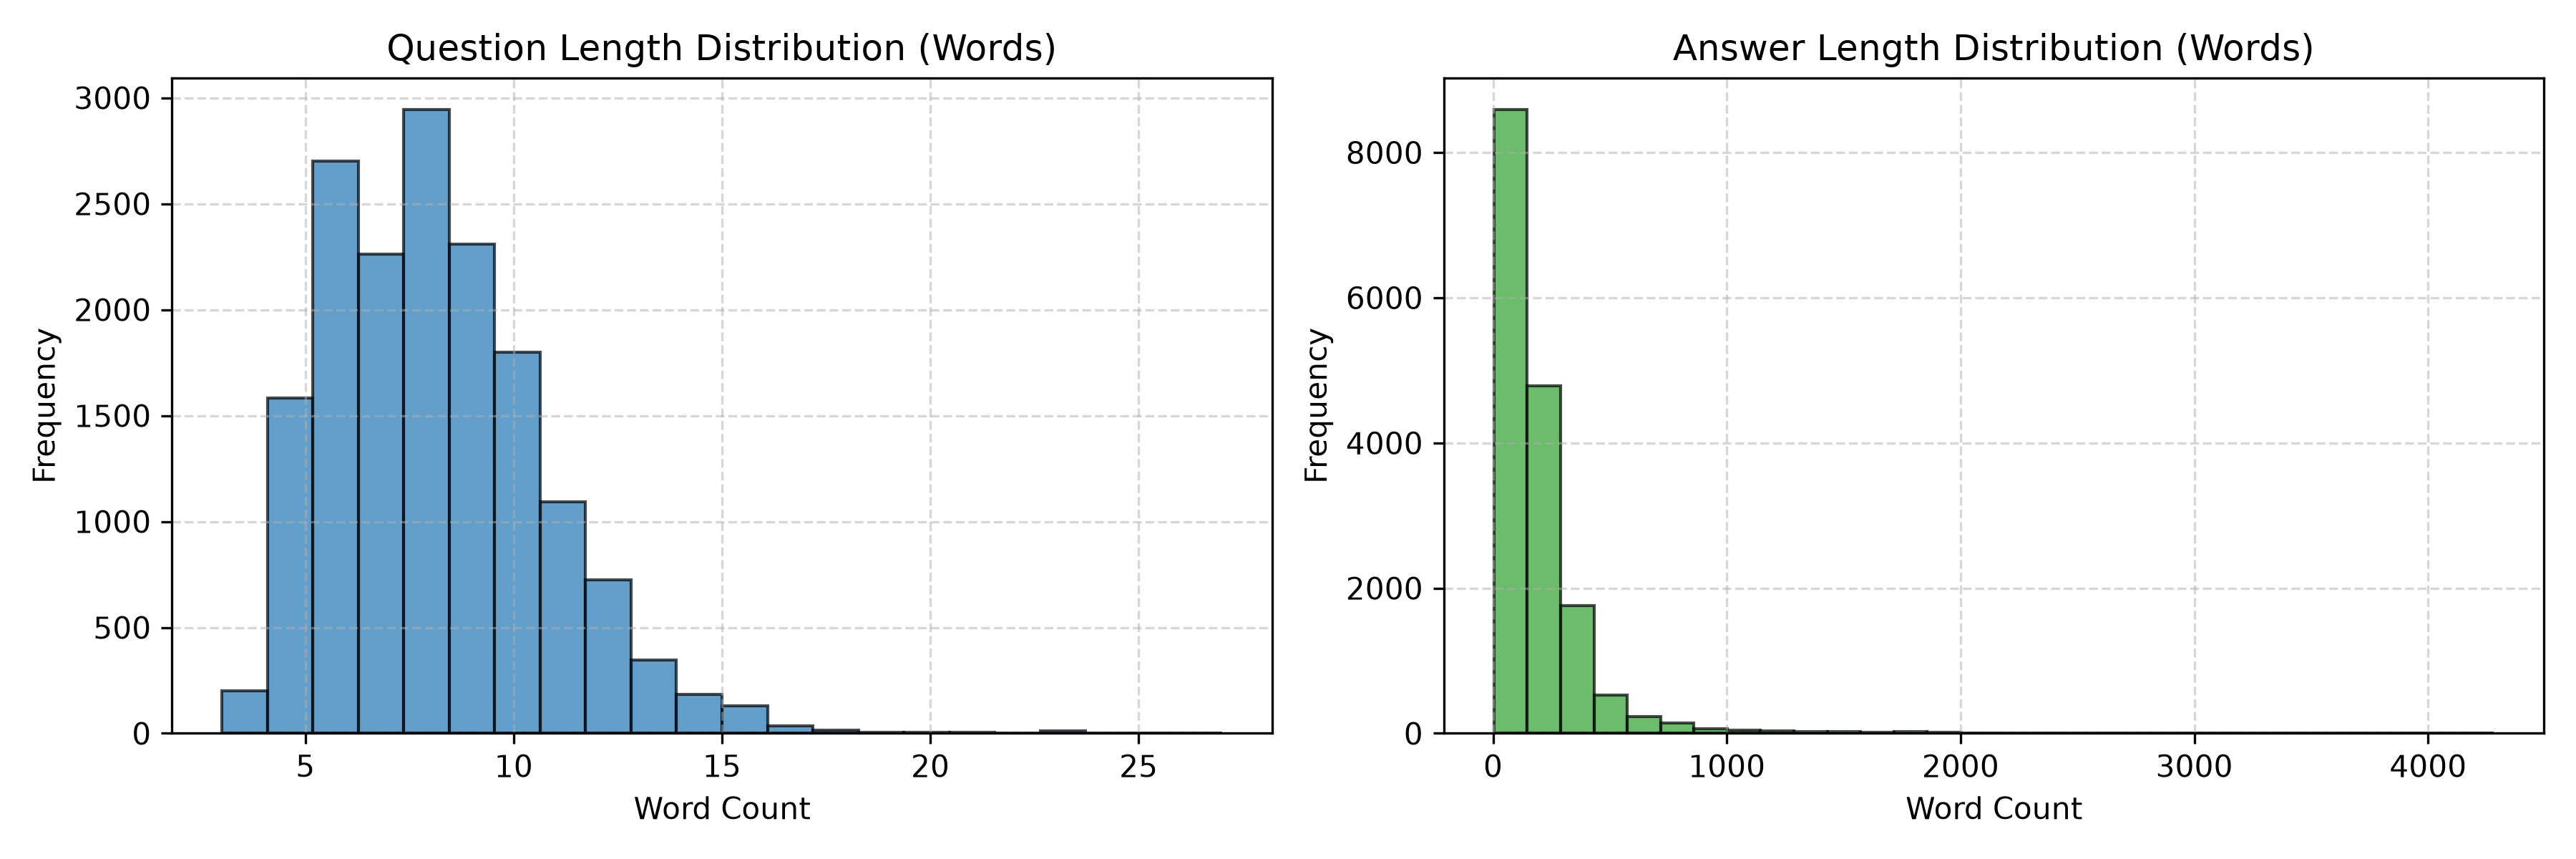 Question Length Distribution (Words)
3000
2500
2000
1500
1000
500
0
Frequency
5 10 15 20 25
Word Count
Answer Length Distribution (Words)
8000
6000
4000
2000
0
Frequency
0 1000 2000 3000 4000
Word Count